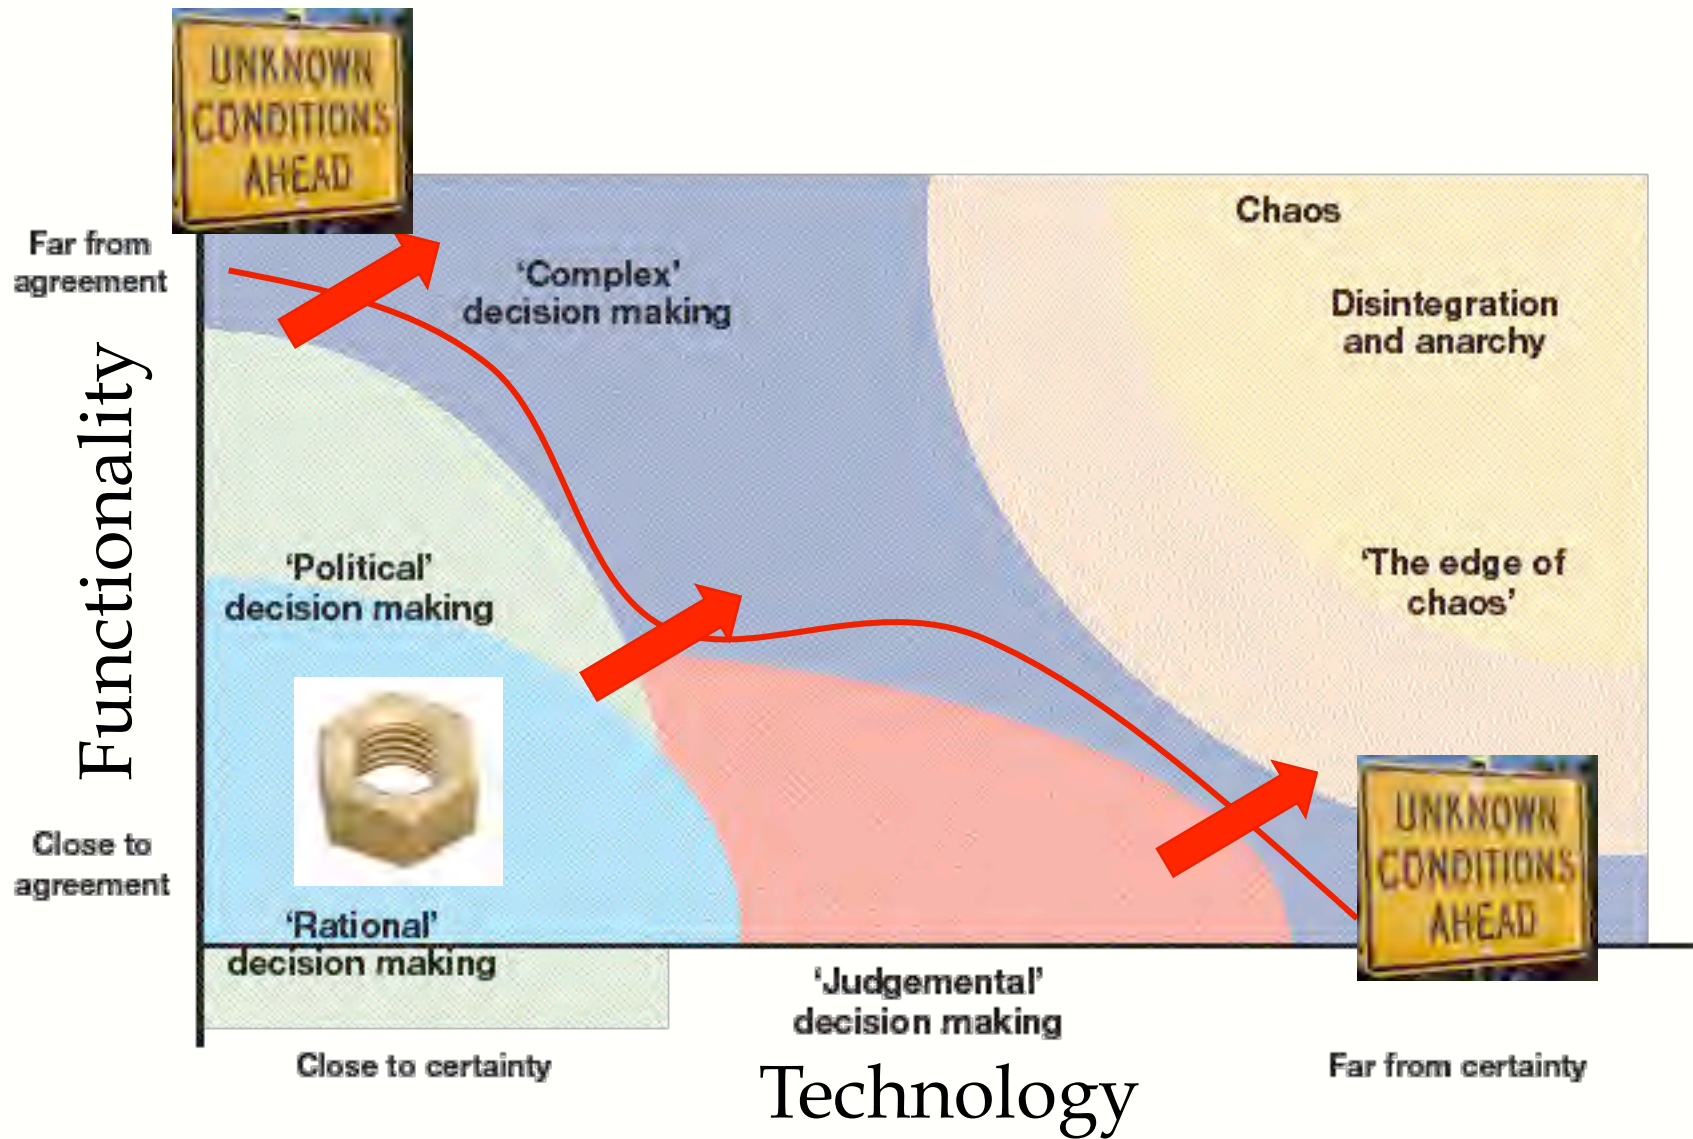 UNKNOWN
CONDITIONS
AHEAD
Far from
agreement
Functionality
Close to
agreement
‘Complex’
decision making
Chaos
Disintegration
and anarchy
‘The edge of
chaos’
‘Political’
decision making
‘Rational’
decision making
UNKNOWN
CONDITIONS
AHEAD
‘Judgemental’
decision making
Close to certainty
Technology
Far from certainty